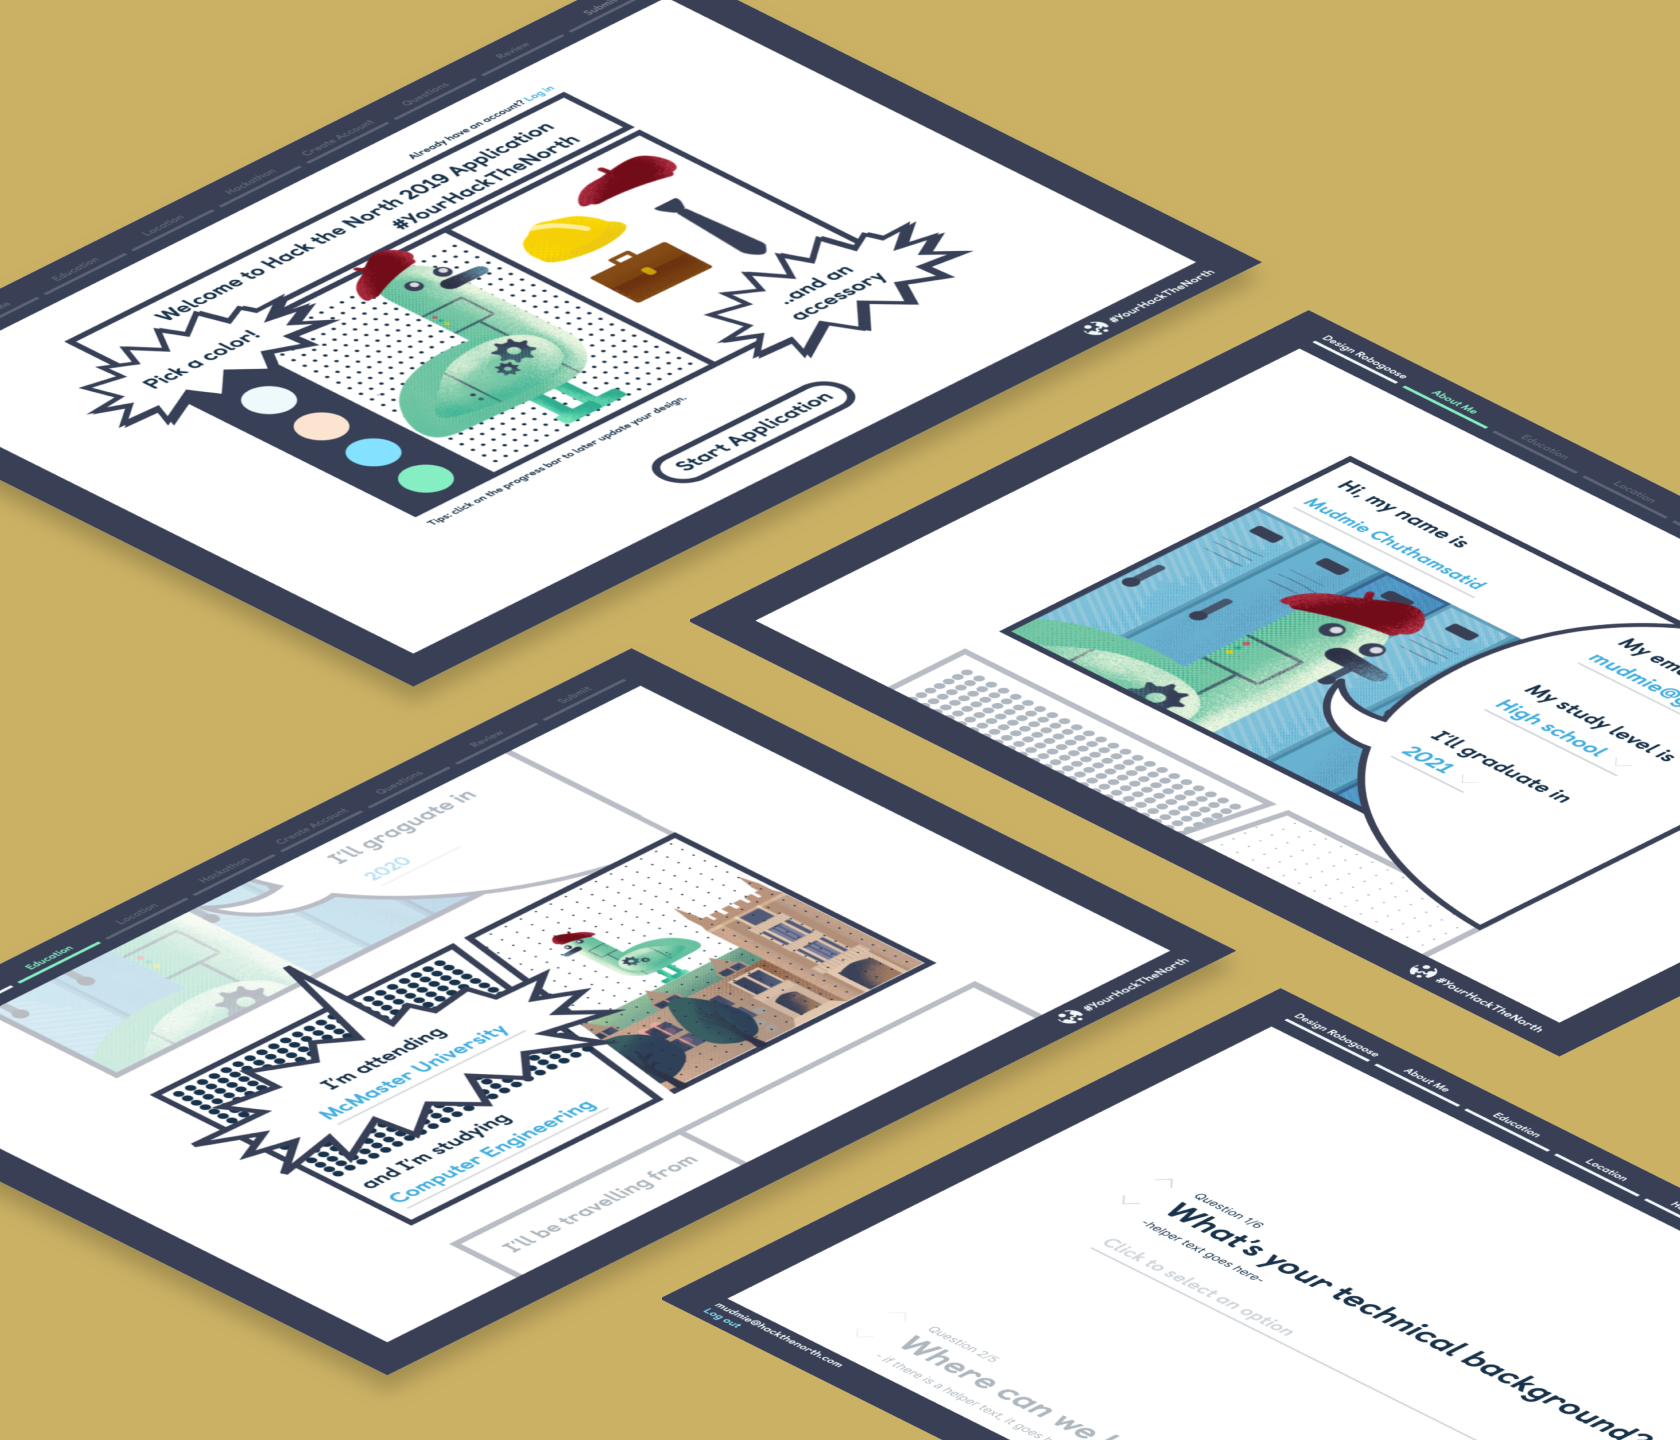 Education
Location
Hackathon
Create Account
Questions
Review
Submit
Already have an account? Log in
Welcome to Hack the North 2019 Application
#YourHackTheNorth
Pick a color!
..and an
accessory
Tips: click on the progress bar to later update your design.
Start Application
#YourHackTheNorth
Design Robogoose
About Me
Education
Location
Hi, my name is
Mudmie Chuthamsatid
My em
mudmie@
My study level is
High school
I'll graduate in
2021
#YourHackTheNorth
Education
Location
Hackathon
Create Account
Questions
Review
Submit
I'll graguate in
2020
I'm attending
McMaster University
and I'm studying
Computer Engineering
I'll be travelling from
#YourHackTheNorth
Design Robogoose
About Me
Education
Location
Question 1/6
What's your technical background?
-helper text goes here-
Click to select an option
Question 2/5
Where can we
- if there is a helper text, it goes
mudmie@hackthenorth.com
Log out